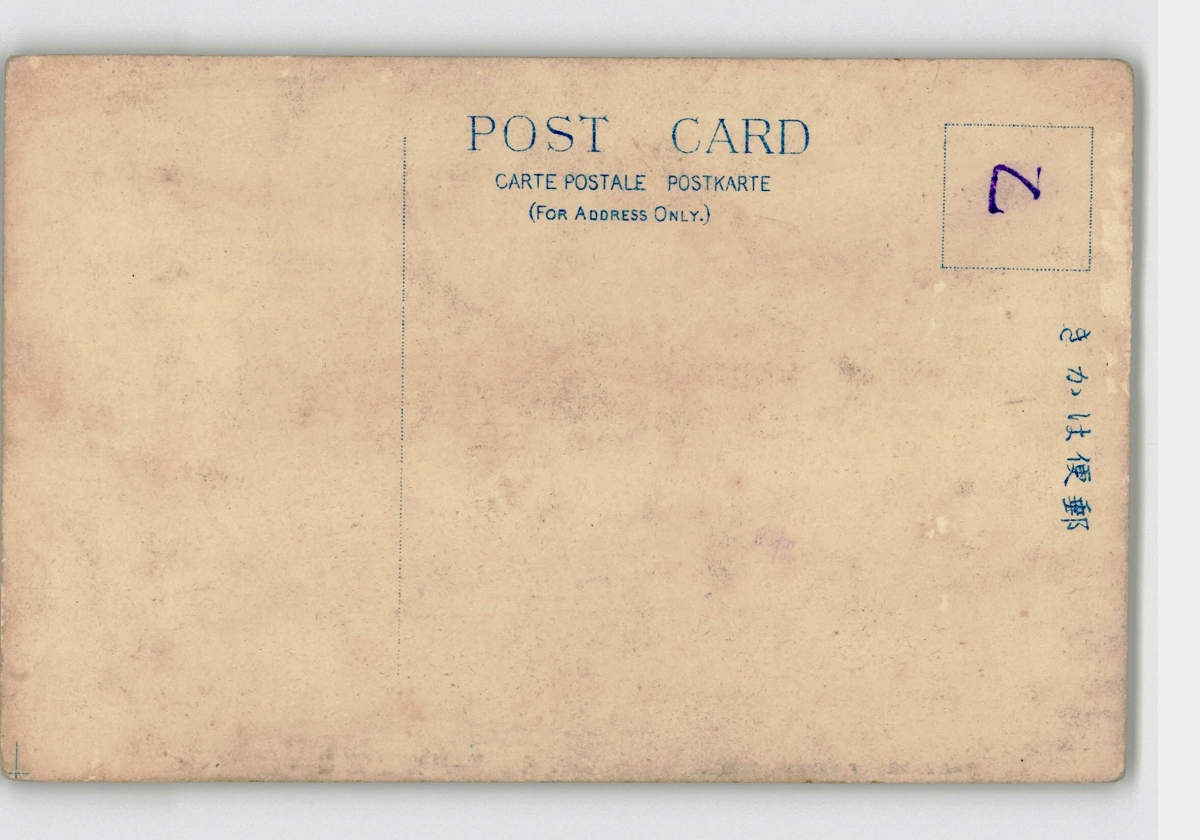 POST CARD
CARTE POSTALE POSTKARTE
(FOR ADDRESS ONLY.)
Z
きかは便郵